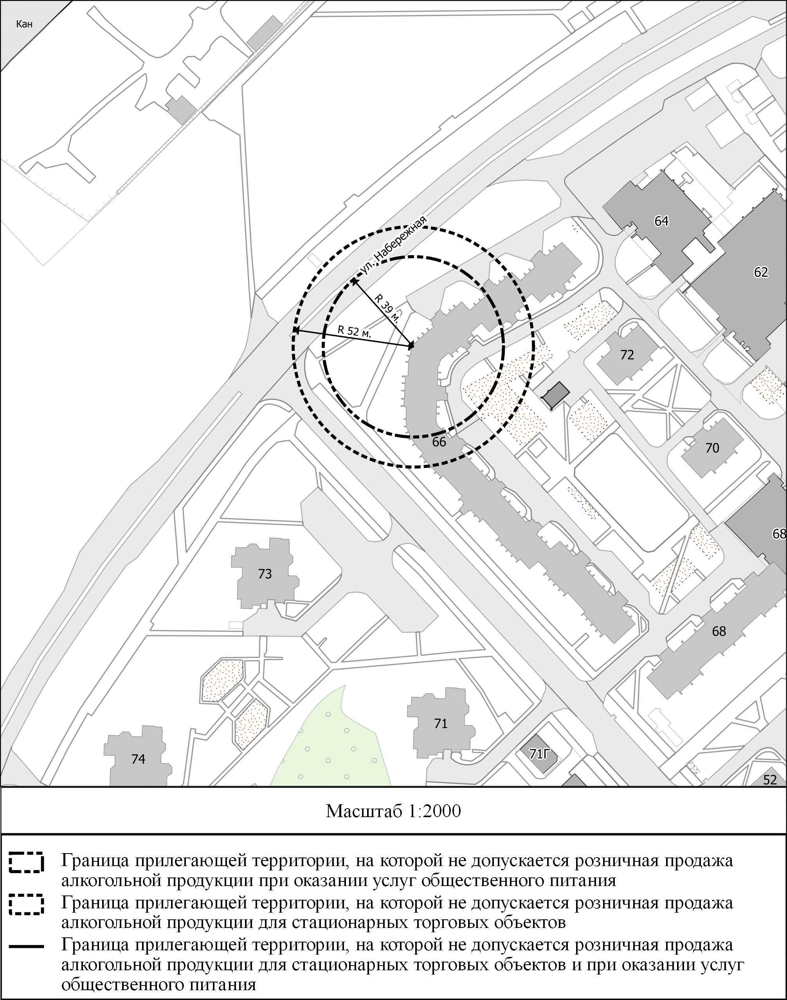 Кан
64
62
ул. Набережная
R 39 м.
R 52 м.
72
66
70
68
73
68
71
71Г
74
52
Масштаб 1:2000
Граница прилегающей территории, на которой не допускается розничная продажа
алкогольной продукции при оказании услуг общественного питания
Граница прилегающей территории, на которой не допускается розничная продажа
алкогольной продукции для стационарных торговых объектов
Граница прилегающей территории, на которой не допускается розничная продажа
алкогольной продукции для стационарных торговых объектов и при оказании услуг
общественного питания